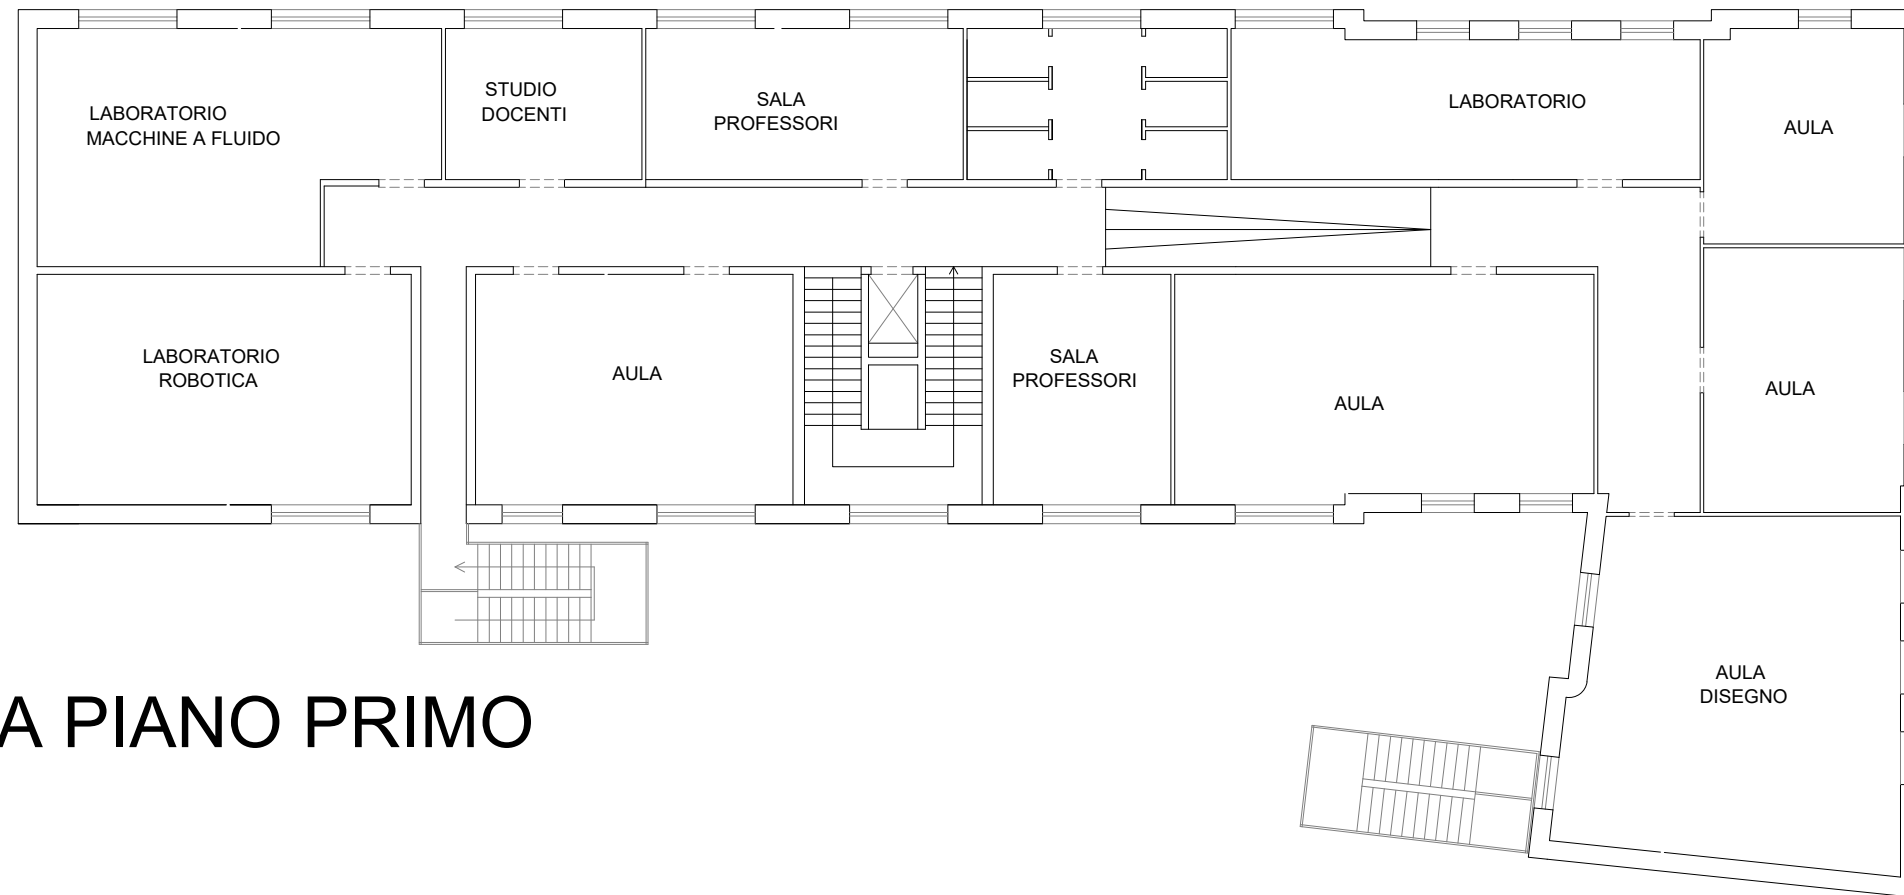 LABORATORIO
MACCHINE A FLUIDO
STUDIO
DOCENTI
SALA
PROFESSORI
LABORATORIO
AULA
LABORATORIO
ROBOTICA
AULA
SALA
PROFESSORI
AULA
AULA
AULA
DISEGNO
A PIANO PRIMO